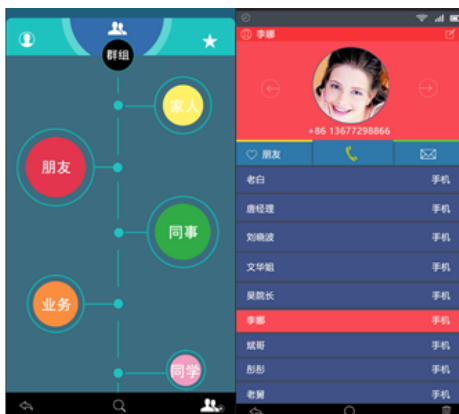 群组
家人
朋友
同事
业务
同学
李娜
+86 13677298866
朋友
老白 手机
唐经理 手机
刘晓波 手机
文华姐 手机
吴院长 手机
李娜 手机
斌哥 手机
彤彤 手机
老舅 手机